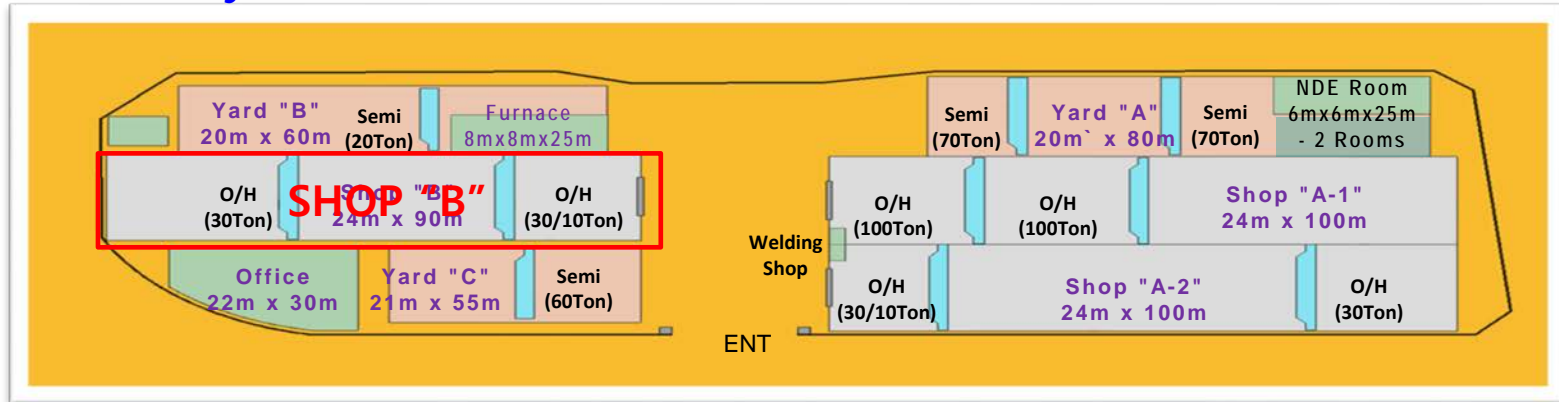 Yard "B"
20m x 60m
Semi
(20Ton)
Furnace
8mx8mx25m
Semi
(70Ton)
Yard "A"
20m` x 80m
Semi
(70Ton)
NDE Room
6mx6mx25m
- 2 Rooms
O/H
(30Ton)
SHOP "B"
Shop "B"
24m x 90m
O/H
(30/10Ton)
O/H
(100Ton)
O/H
(100Ton)
Shop "A-1"
24m x 100m
Welding
Shop
Office
22m x 30m
Yard "C"
21m x 55m
Semi
(60Ton)
O/H
(30/10Ton)
Shop "A-2"
24m x 100m
O/H
(30Ton)
ENT